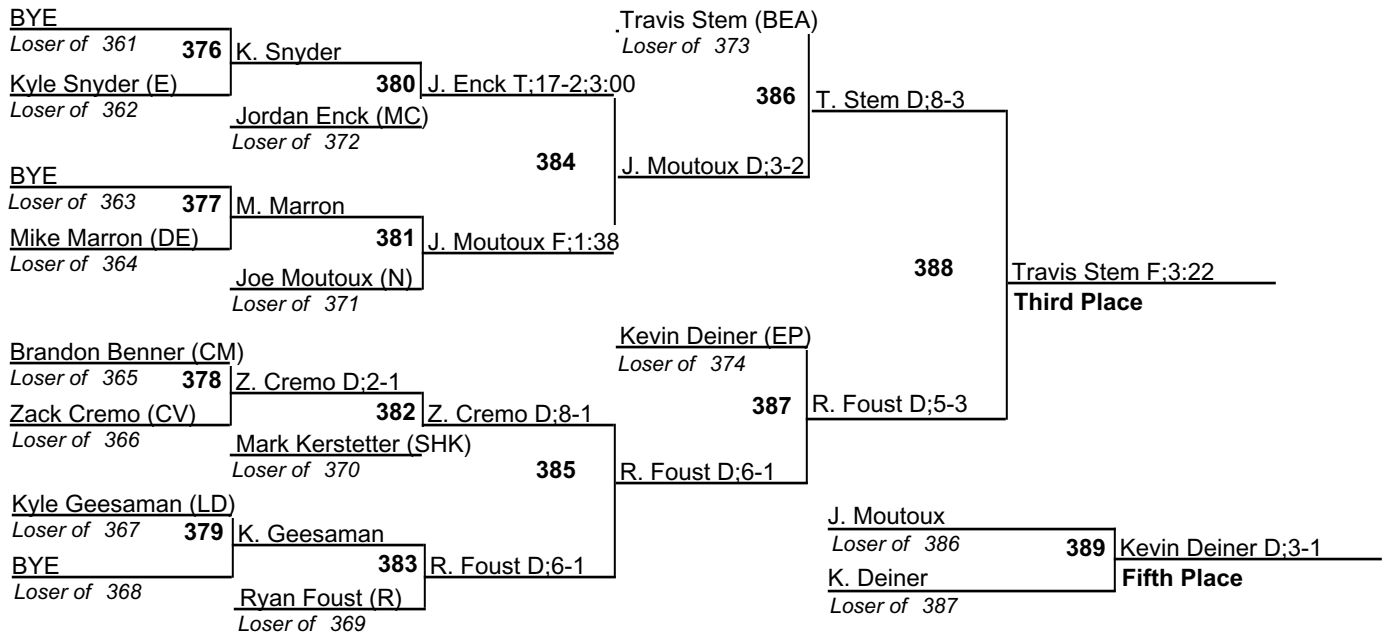 BYE
Loser of 361
376
K. Snyder
Kyle Snyder (E)
Loser of 362
380
J. Enck T;17-2;3:00
Jordan Enck (MC)
Loser of 372
384
BYE
Loser of 363
377
M. Marron
Mike Marron (DE)
Loser of 364
381
J. Moutoux F;1:38
Joe Moutoux (N)
Loser of 371
Travis Stem (BEA)
Loser of 373
386
T. Stem D;8-3
J. Moutoux D;3-2
388
Travis Stem F;3:22
Third Place
Brandon Benner (CM)
Loser of 365
378
Z. Cremo D;2-1
Zack Cremo (CV)
Loser of 366
382
Z. Cremo D;8-1
Mark Kerstetter (SHK)
Loser of 370
385
Kyle Geesaman (LD)
Loser of 367
379
K. Geesaman
BYE
Loser of 368
383
R. Foust D;6-1
Ryan Foust (R)
Loser of 369
Kevin Deiner (EP)
Loser of 374
387
R. Foust D;5-3
R. Foust D;6-1
J. Moutoux
Loser of 386
389
Kevin Deiner D;3-1
Fifth Place
K. Deiner
Loser of 387